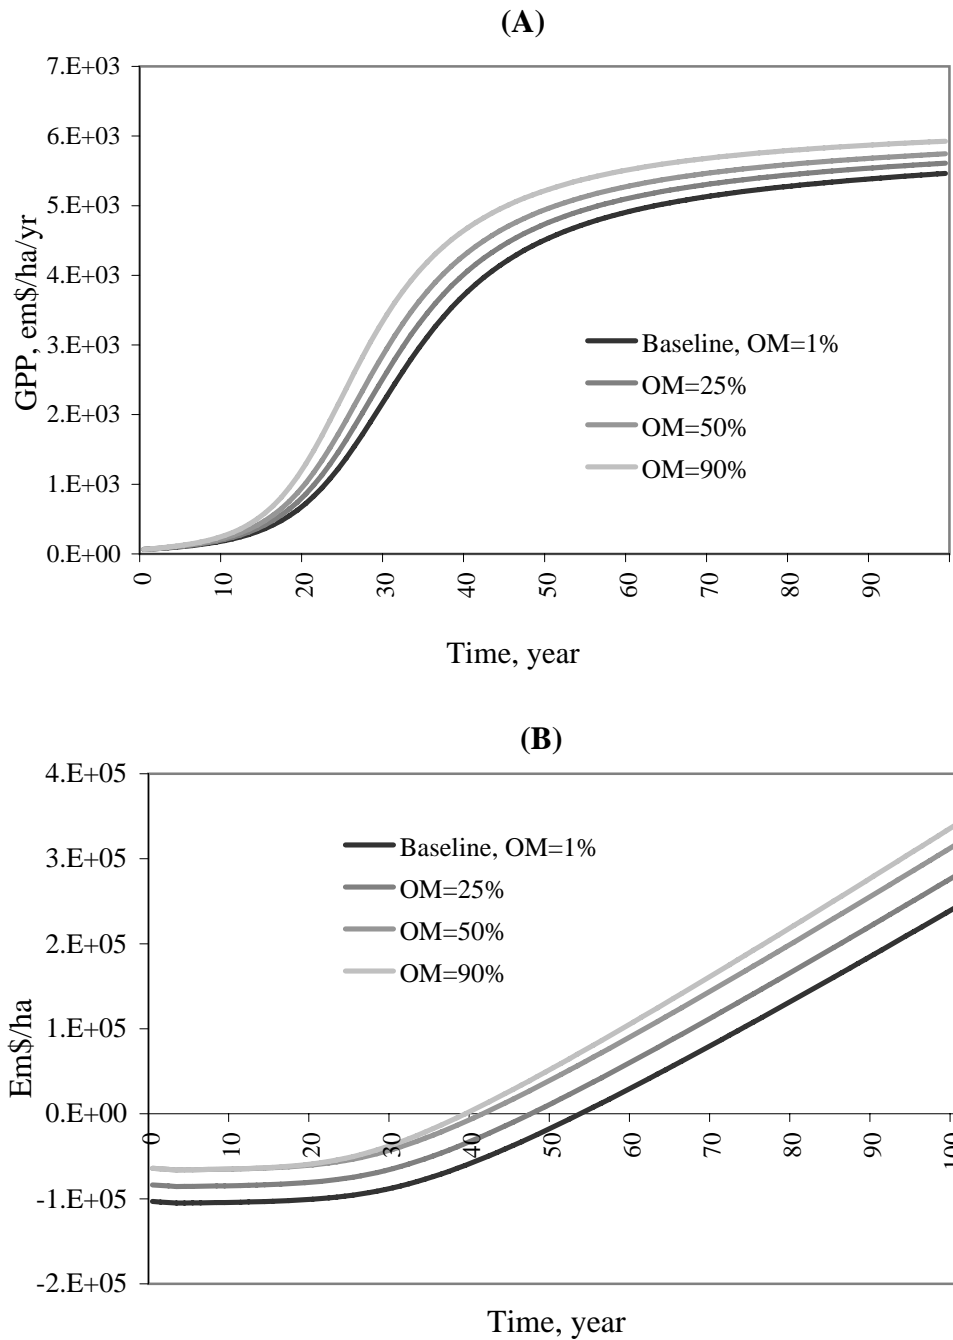 (A)
7.E+03
6.E+03
5.E+03
4.E+03
3.E+03
2.E+03
1.E+03
0.E+00
GPP, em$/ha/yr
Baseline, OM=1%
OM=25%
OM=50%
OM=90%
0 10 20 30 40 50 60 70 80 90
Time, year
(B)
4.E+05
3.E+05
2.E+05
1.E+05
0.E+00
-1.E+05
-2.E+05
Em$/ha
Baseline, OM=1%
OM=25%
OM=50%
OM=90%
0 10 20 30 40 50 60 70 80 90 100
Time, year